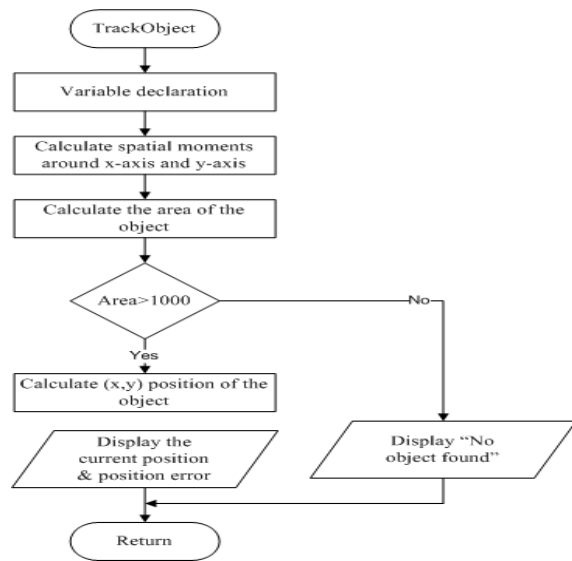 TrackObject
Variable declaration
Calculate spatial moments
around x-axis and y-axis
Calculate the area of the
object
Area>1000
No
Yes
Calculate (x,y) position of the
object
Display the
current position
& position error
Display “No
object found”
Return